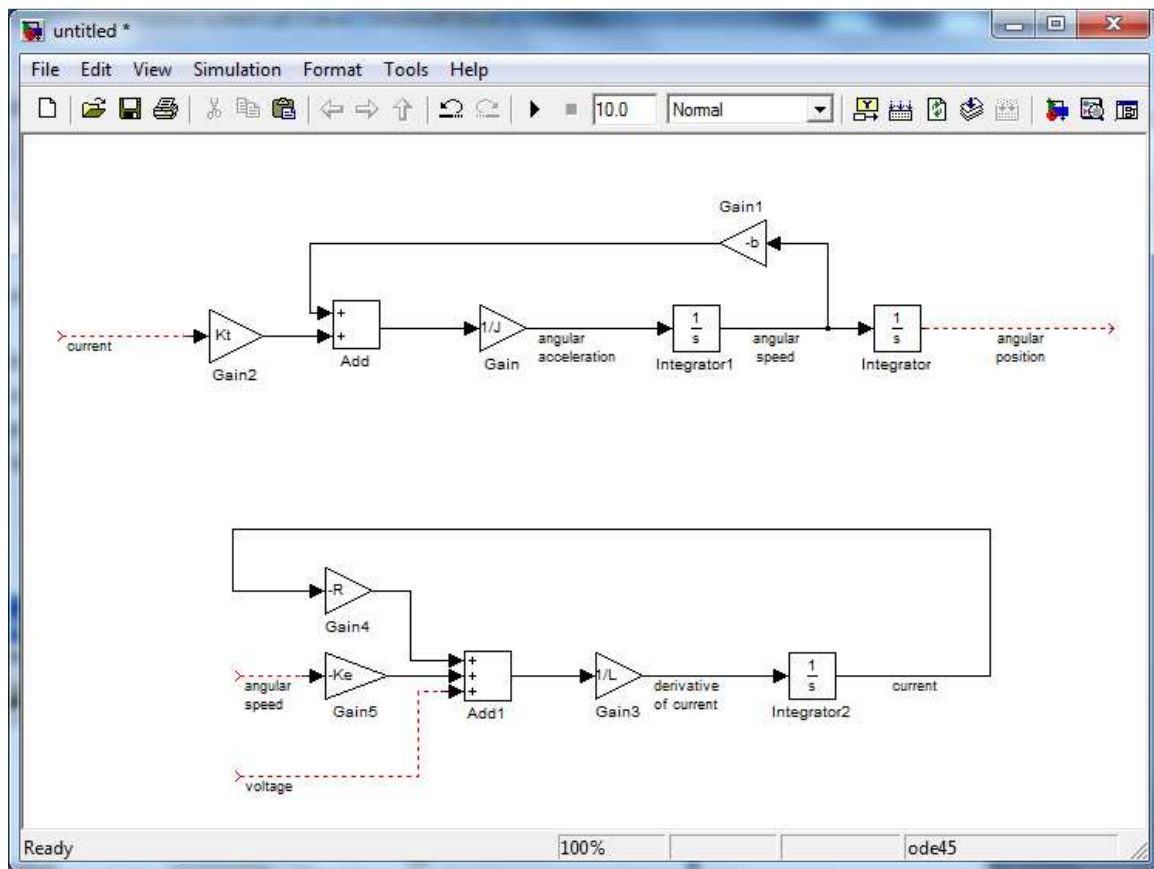 untitled *
File Edit View Simulation Format Tools Help
10.0 Normal
Gain1
-b
Kt
+
+
1/J
1
s
1
s
current
Gain2
Add
Gain
angular
acceleration
Integrator1
angular
speed
Integrator
angular
position
-R
Gain4
-Ke
+
+
+
1/L
1
s
angular
speed
Gain5
Add1
Gain3
derivative
of current
Integrator2
current
voltage
Ready 100% ode45